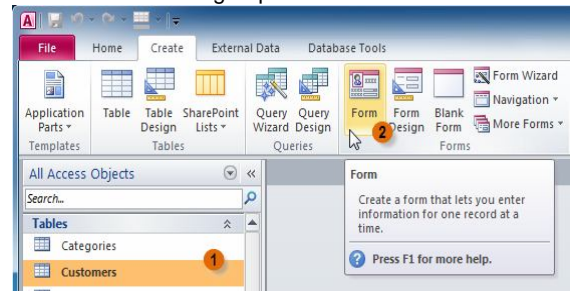 A
File Home Create External Data Database Tools
Application Parts Table Table Design SharePoint Lists Query Wizard Query Design Form Form Design Blank Form Form Wizard
Navigation
More Forms
Templates Tables Queries Forms
All Access Objects
Search...
Tables
Categories
Customers
1
2
Form
Create a form that lets you enter
information for one record at a
time.
Press F1 for more help.